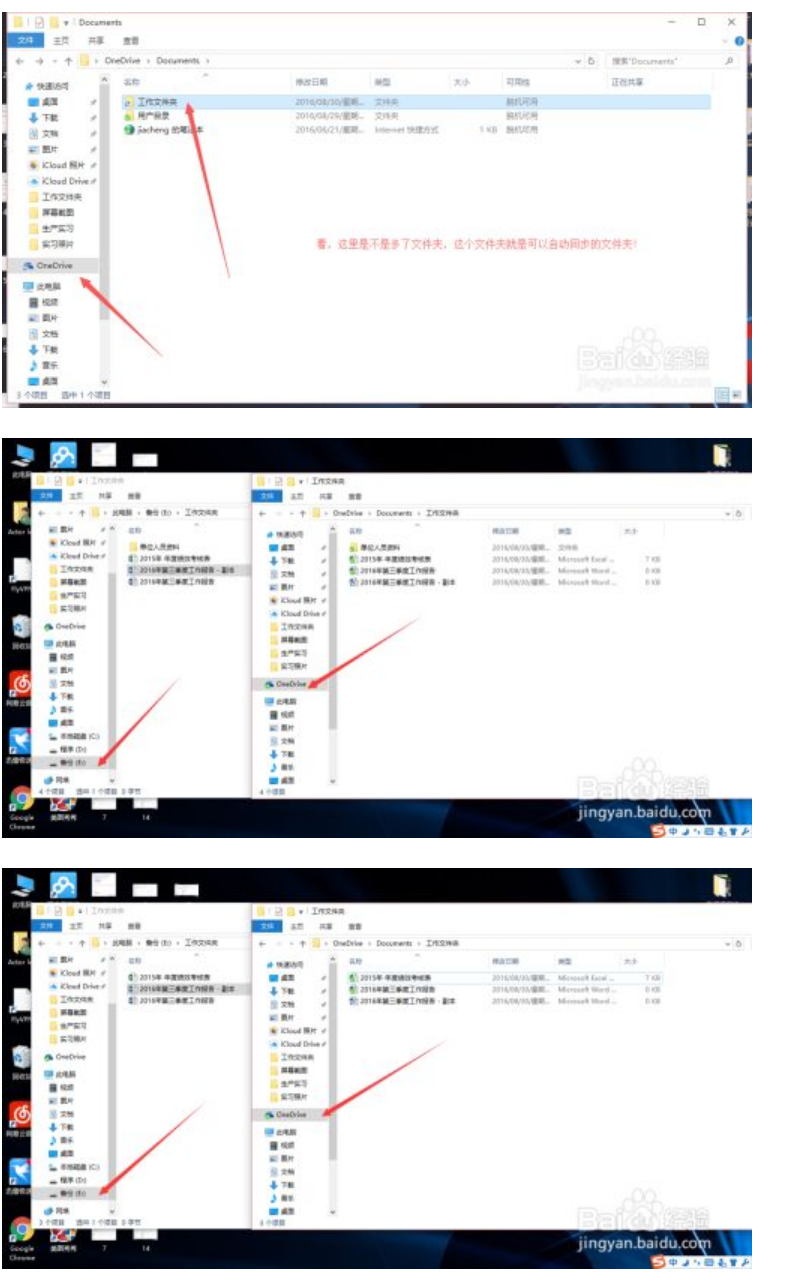 Documents
文件 主页 共享 查看
OneDrive › Documents ›
搜索"Documents"
名称 修改日期 类型 大小 可用性 正在共享
快速访问
桌面
下载
文档
图片
iCloud 照片
iCloud Drive
工作文件夹
屏幕截图
生产实习
实习照片
OneDrive
此电脑
视频
图片
文档
下载
音乐
桌面
工作文件夹 2016/08/30/星期... 文件夹 脱机可用
用户目录 2016/08/29/星期... 文件夹 脱机可用
jiacheng 的笔记本 2016/06/21/星期... Internet 快捷方式 1 KB 脱机可用
看，这里是不是多了文件夹，这个文件夹就是可以自动同步的文件夹!
3 个项目 选中 1 个项目
Baidu 经验
jingyan.baidu.com
此电脑
工作文件夹
文件 主页 共享 查看
此电脑 › 备份 (E:) › 工作文件夹
名称
图片
iCloud 照片
iCloud Drive
工作文件夹
屏幕截图
生产实习
实习照片
OneDrive
此电脑
视频
图片
文档
下载
音乐
桌面
本地磁盘 (C:)
程序 (D:)
备份 (E:)
网络
单位人员资料
2015年 年度绩效考核表
2016年第三季度工作报告 - 副本
2016年第三季度工作报告
4 个项目 选中 1 个项目 0 字节
工作文件夹
文件 主页 共享 查看
OneDrive › Documents › 工作文件夹
名称 修改日期 类型 大小
快速访问
桌面
下载
文档
图片
iCloud 照片
iCloud Drive
工作文件夹
屏幕截图
生产实习
实习照片
OneDrive
此电脑
视频
图片
文档
下载
音乐
桌面
单位人员资料 2016/08/30/星期... 文件夹
2015年 年度绩效考核表 2016/08/30/星期... Microsoft Excel ... 7 KB
2016年第三季度工作报告 2016/08/30/星期... Microsoft Word ... 0 KB
2016年第三季度工作报告 - 副本 2016/08/30/星期... Microsoft Word ... 0 KB
4 个项目
Google Chrome
美图秀秀
7
14
Baidu 经验
jingyan.baidu.com
中
此电脑
工作文件夹
文件 主页 共享 查看
此电脑 › 备份 (E:) › 工作文件夹
名称
图片
iCloud 照片
iCloud Drive
工作文件夹
屏幕截图
生产实习
实习照片
OneDrive
此电脑
视频
图片
文档
下载
音乐
桌面
本地磁盘 (C:)
程序 (D:)
备份 (E:)
网络
2015年 年度绩效考核表
2016年第三季度工作报告 - 副本
2016年第三季度工作报告
3 个项目 选中 1 个项目 0 字节
工作文件夹
文件 主页 共享 查看
OneDrive › Documents › 工作文件夹
名称 修改日期 类型 大小
快速访问
桌面
下载
文档
图片
iCloud 照片
iCloud Drive
工作文件夹
屏幕截图
生产实习
实习照片
OneDrive
此电脑
视频
图片
文档
下载
音乐
桌面
2015年 年度绩效考核表 2016/08/30/星期... Microsoft Excel ... 7 KB
2016年第三季度工作报告 2016/08/30/星期... Microsoft Word ... 0 KB
2016年第三季度工作报告 - 副本 2016/08/30/星期... Microsoft Word ... 0 KB
3 个项目
Google Chrome
美图秀秀
7
14
Baidu 经验
jingyan.baidu.com
中